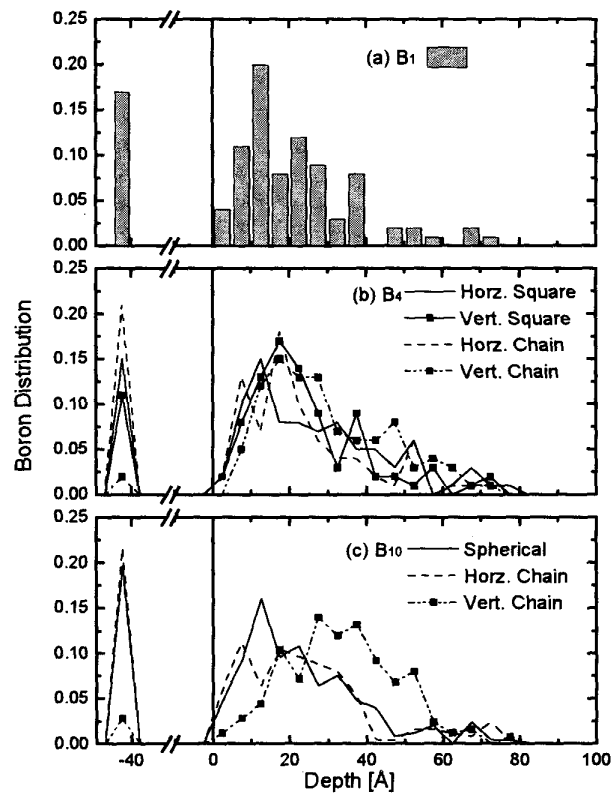 0.25
0.20
0.15
0.10
0.05
0.00
(a) B1
0.25
0.20
0.15
0.10
0.05
0.00
(b) B4
Horz. Square
Vert. Square
Horz. Chain
Vert. Chain
0.25
0.20
0.15
0.10
0.05
0.00
(c) B10
Spherical
Horz. Chain
Vert. Chain
-40 0 20 40 60 80 100
Depth [Å]
Boron Distribution